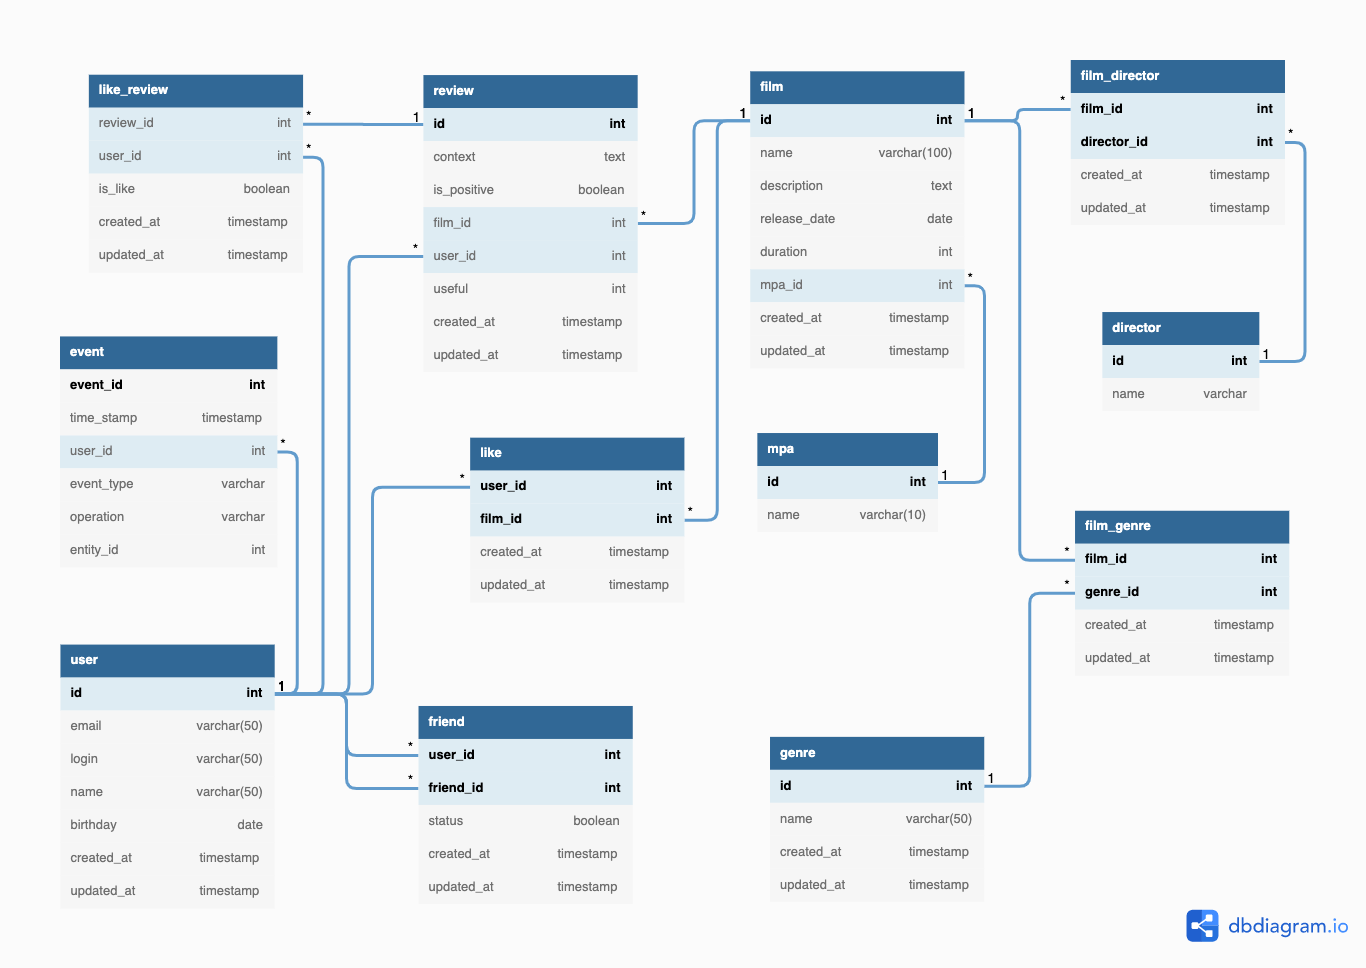 like_review
review_id int
user_id int
is_like boolean
created_at timestamp
updated_at timestamp
* 1
*
review
id int
context text
is_positive boolean
film_id int
user_id int
useful int
created_at timestamp
updated_at timestamp
*
*
film
1 id int 1
name varchar(100)
description text
release_date date
duration int
mpa_id int *
created_at timestamp
updated_at timestamp
film_director
* film_id int
director_id int *
created_at timestamp
updated_at timestamp
director
id int 1
name varchar
event
event_id int
time_stamp timestamp
user_id int *
event_type varchar
operation varchar
entity_id int
like
* user_id int
film_id int *
created_at timestamp
updated_at timestamp
mpa
id int 1
name varchar(10)
film_genre
* film_id int
* genre_id int
created_at timestamp
updated_at timestamp
user
id int 1
email varchar(50)
login varchar(50)
name varchar(50)
birthday date
created_at timestamp
updated_at timestamp
friend
* user_id int
* friend_id int
status boolean
created_at timestamp
updated_at timestamp
genre
id int 1
name varchar(50)
created_at timestamp
updated_at timestamp
dbdiagram.io